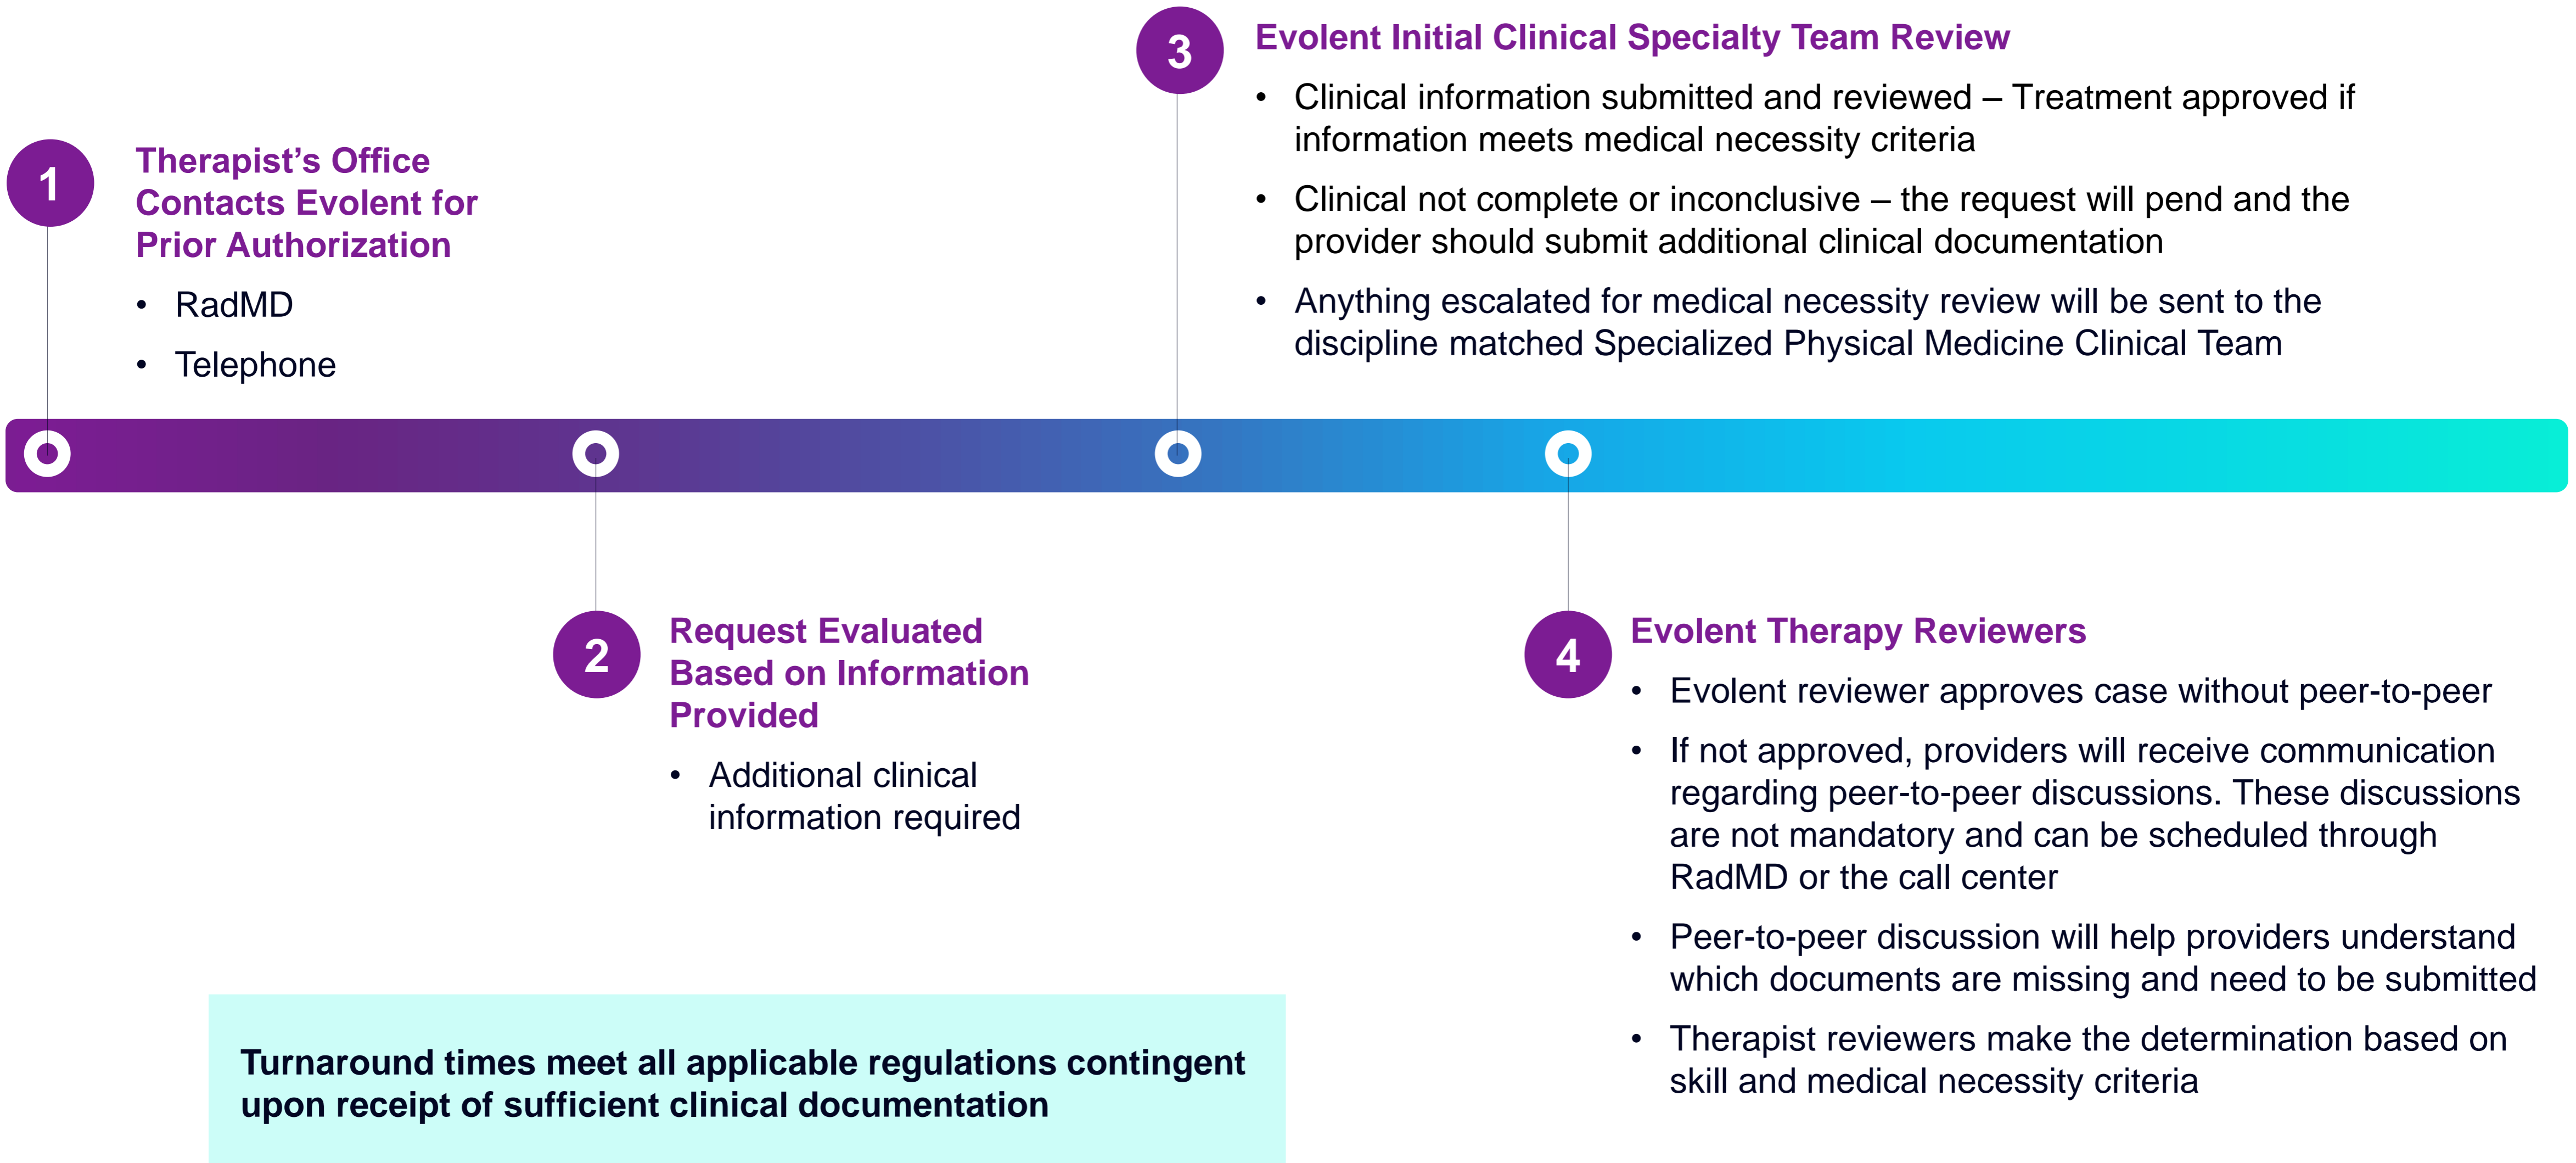 1
Therapist’s Office
Contacts Evolent for
Prior Authorization
• RadMD
• Telephone
2
Request Evaluated
Based on Information
Provided
• Additional clinical
information required
3
Evolent Initial Clinical Specialty Team Review
• Clinical information submitted and reviewed – Treatment approved if
information meets medical necessity criteria
• Clinical not complete or inconclusive – the request will pend and the
provider should submit additional clinical documentation
• Anything escalated for medical necessity review will be sent to the
discipline matched Specialized Physical Medicine Clinical Team
4
Evolent Therapy Reviewers
• Evolent reviewer approves case without peer-to-peer
• If not approved, providers will receive communication
regarding peer-to-peer discussions. These discussions
are not mandatory and can be scheduled through
RadMD or the call center
• Peer-to-peer discussion will help providers understand
which documents are missing and need to be submitted
• Therapist reviewers make the determination based on
skill and medical necessity criteria
Turnaround times meet all applicable regulations contingent
upon receipt of sufficient clinical documentation